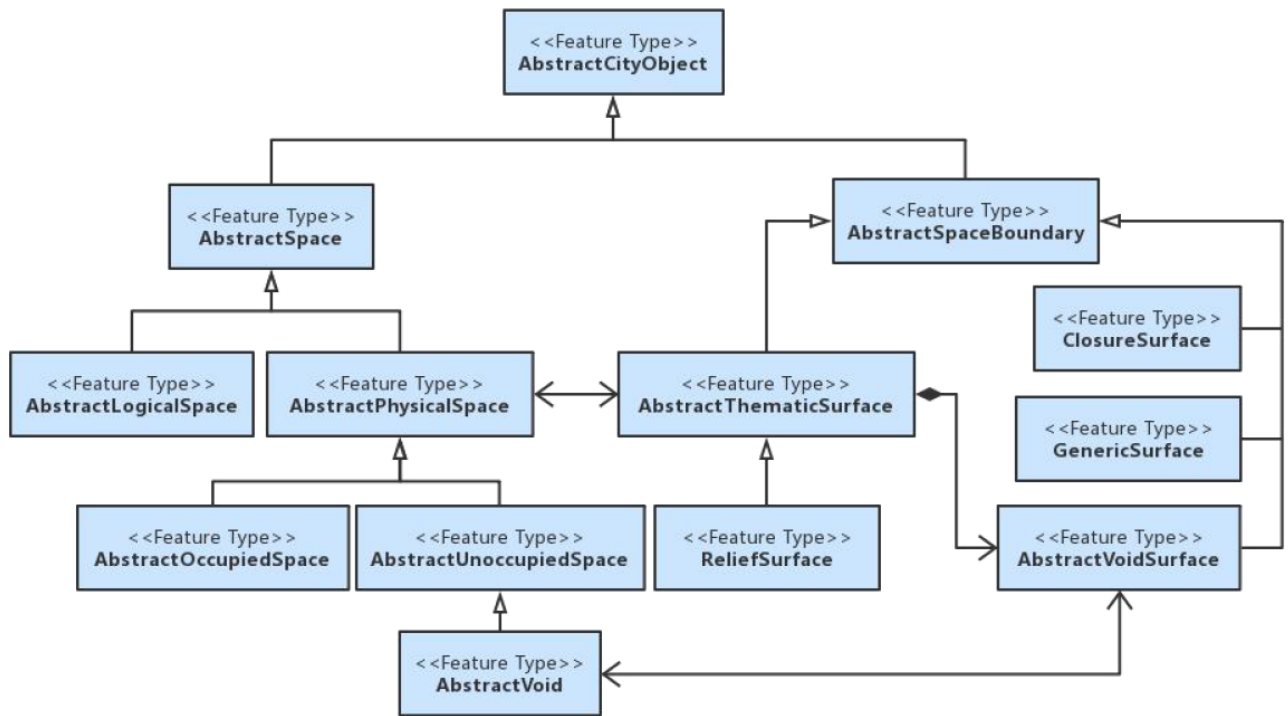 <<Feature Type>>
AbstractCityObject
<<Feature Type>>
AbstractSpace
<<Feature Type>>
AbstractSpaceBoundary
<<Feature Type>>
ClosureSurface
<<Feature Type>>
AbstractLogicalSpace
<<Feature Type>>
AbstractPhysicalSpace
<<Feature Type>>
AbstractThematicSurface
<<Feature Type>>
GenericSurface
<<Feature Type>>
AbstractOccupiedSpace
<<Feature Type>>
AbstractUnoccupiedSpace
<<Feature Type>>
ReliefSurface
<<Feature Type>>
AbstractVoidSurface
<<Feature Type>>
AbstractVoid